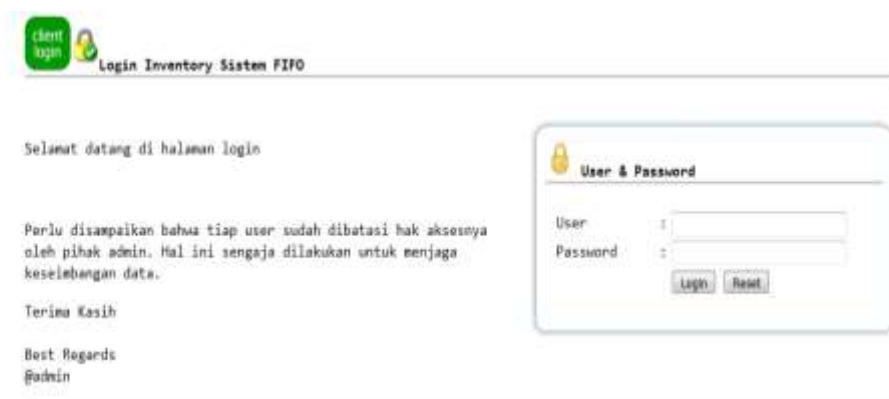 client
login
Login Inventory Sistem FIFO
Selamat datang di halaman login
Perlu disampaikan bahwa tiap user sudah dibatasi hak aksesnya
oleh pihak admin. Hal ini sengaja dilakukan untuk menjaga
keseimbangan data.
Terima Kasih
Best Regards
@admin
User & Password
User :
Password :
Login Reset